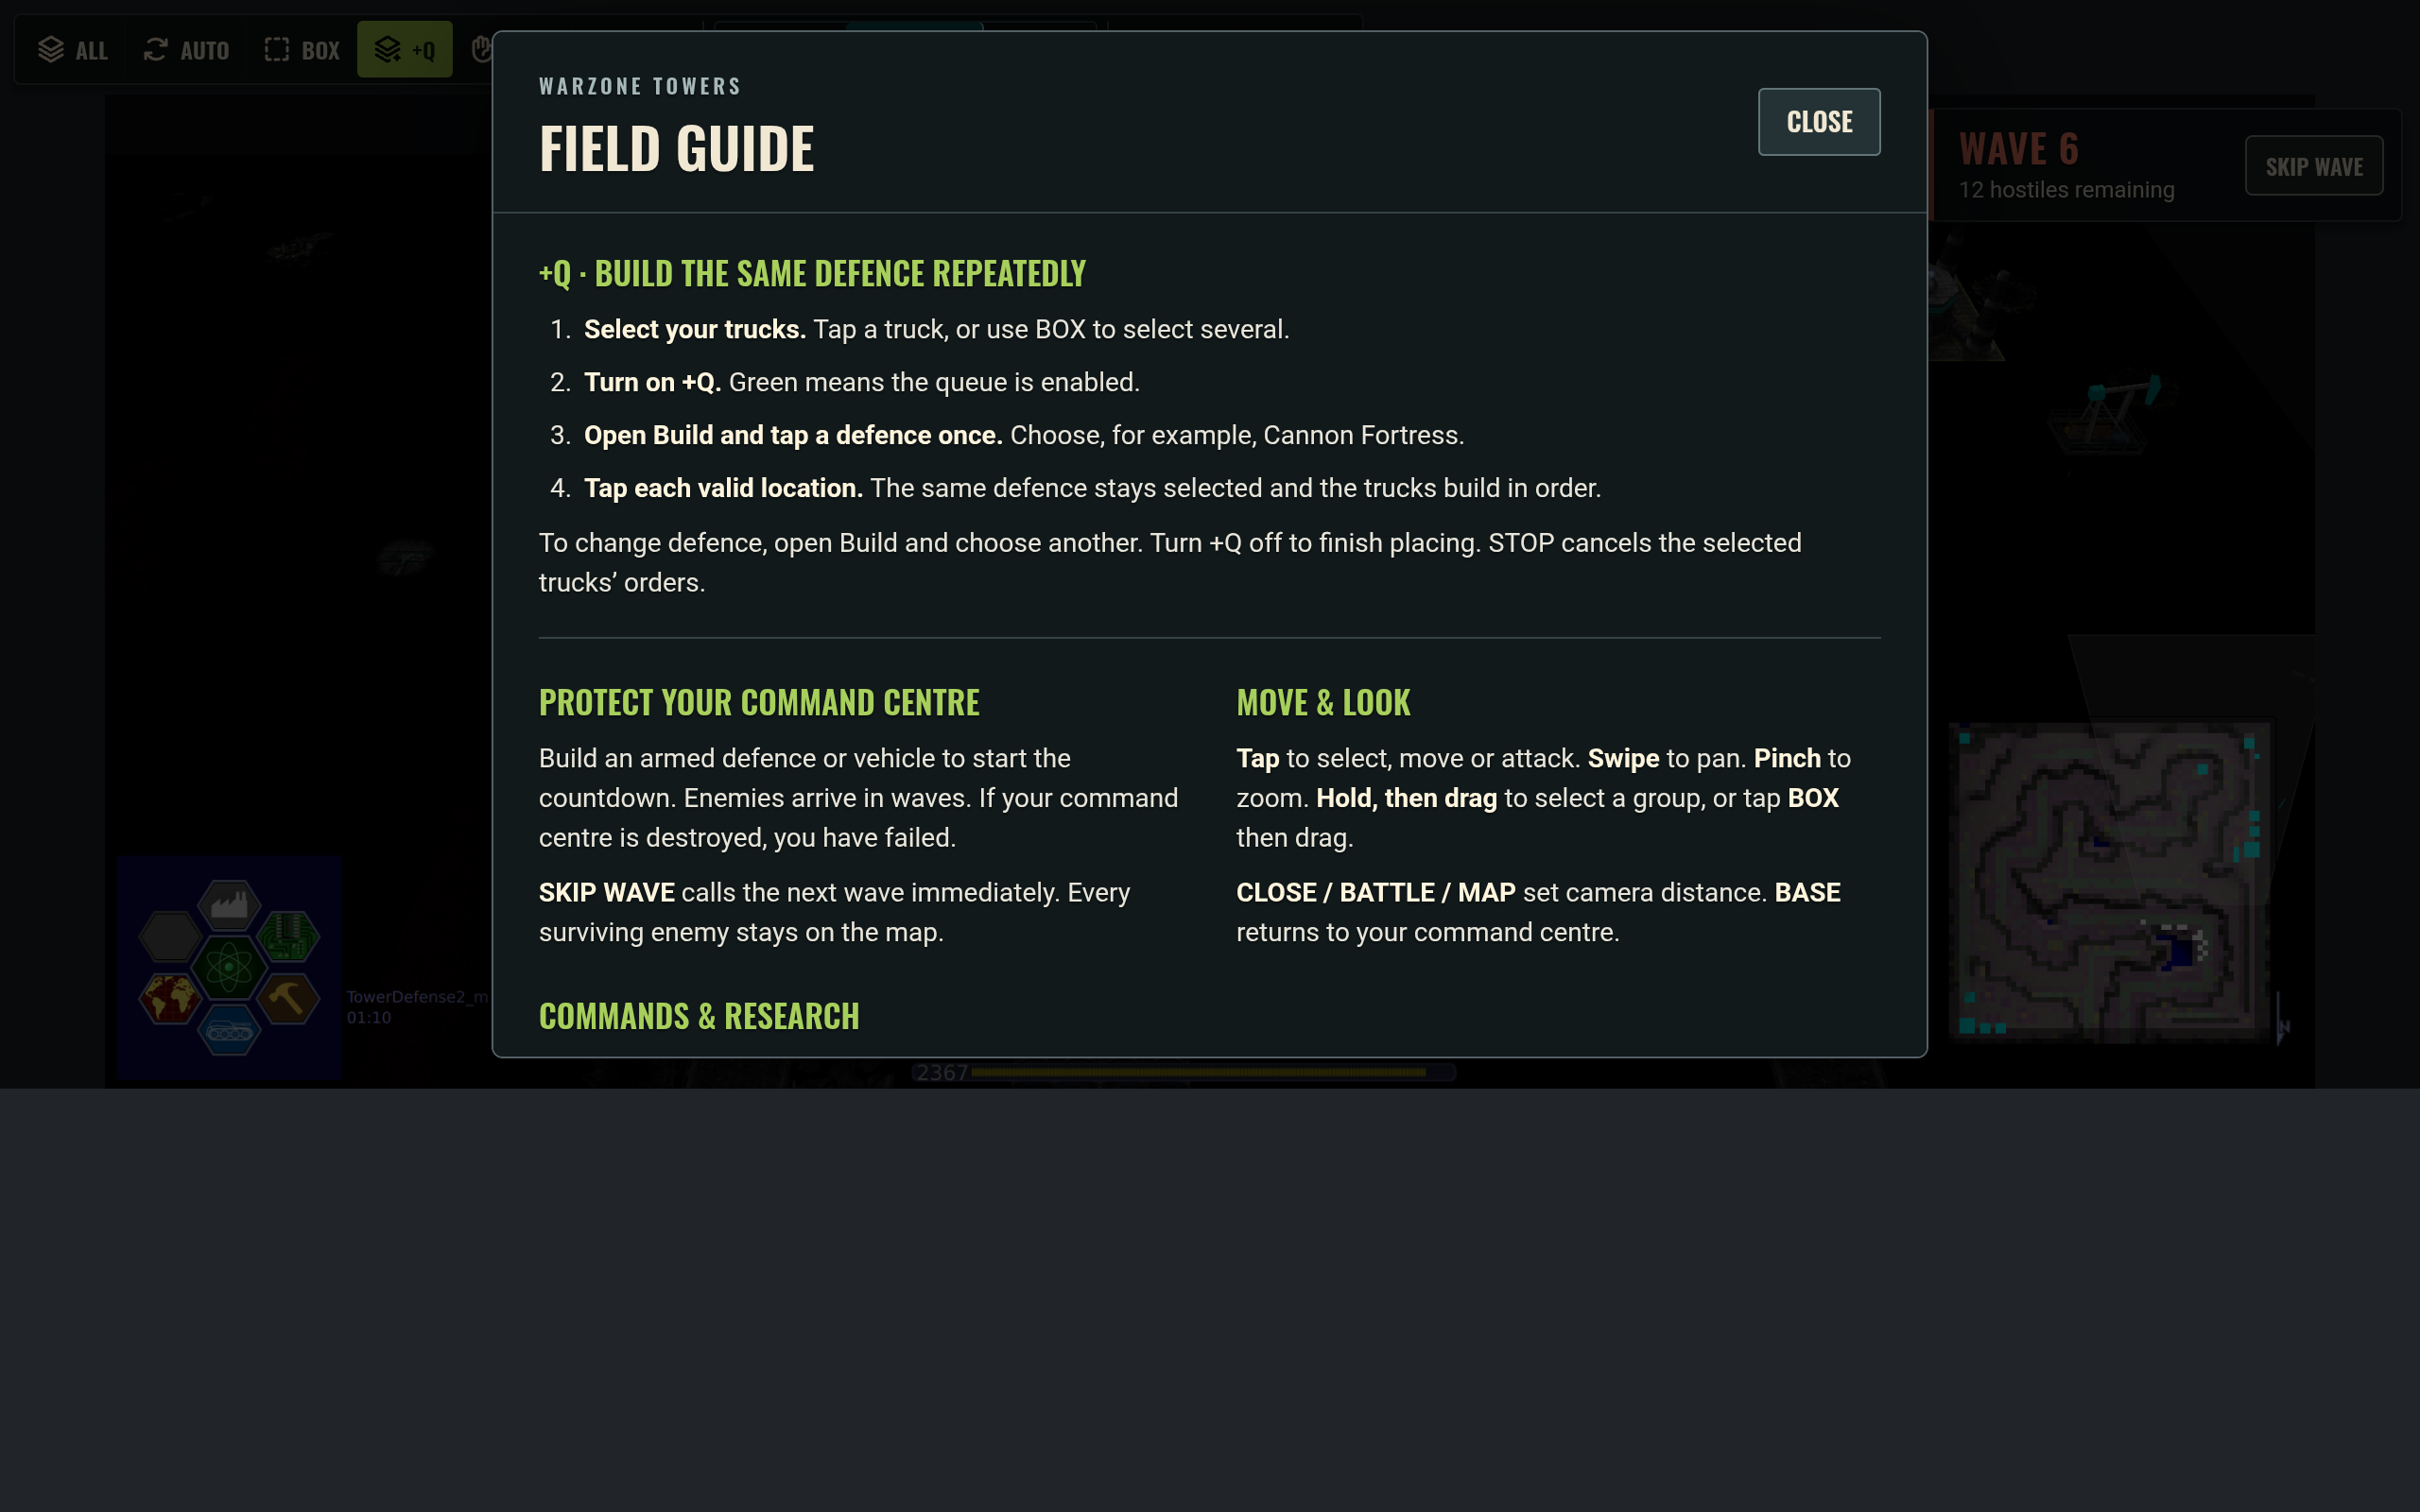 ALL
AUTO
BOX
+Q
WARZONE TOWERS
FIELD GUIDE
CLOSE
WAVE 6
12 hostiles remaining
SKIP WAVE
+Q · BUILD THE SAME DEFENCE REPEATEDLY
1. Select your trucks. Tap a truck, or use BOX to select several.
2. Turn on +Q. Green means the queue is enabled.
3. Open Build and tap a defence once. Choose, for example, Cannon Fortress.
4. Tap each valid location. The same defence stays selected and the trucks build in order.
To change defence, open Build and choose another. Turn +Q off to finish placing. STOP cancels the selected
trucks’ orders.
PROTECT YOUR COMMAND CENTRE
Build an armed defence or vehicle to start the
countdown. Enemies arrive in waves. If your command
centre is destroyed, you have failed.
SKIP WAVE calls the next wave immediately. Every
surviving enemy stays on the map.
MOVE & LOOK
Tap to select, move or attack. Swipe to pan. Pinch to
zoom. Hold, then drag to select a group, or tap BOX
then drag.
CLOSE / BATTLE / MAP set camera distance. BASE
returns to your command centre.
COMMANDS & RESEARCH
TowerDefense2_m
01:10
2367
N